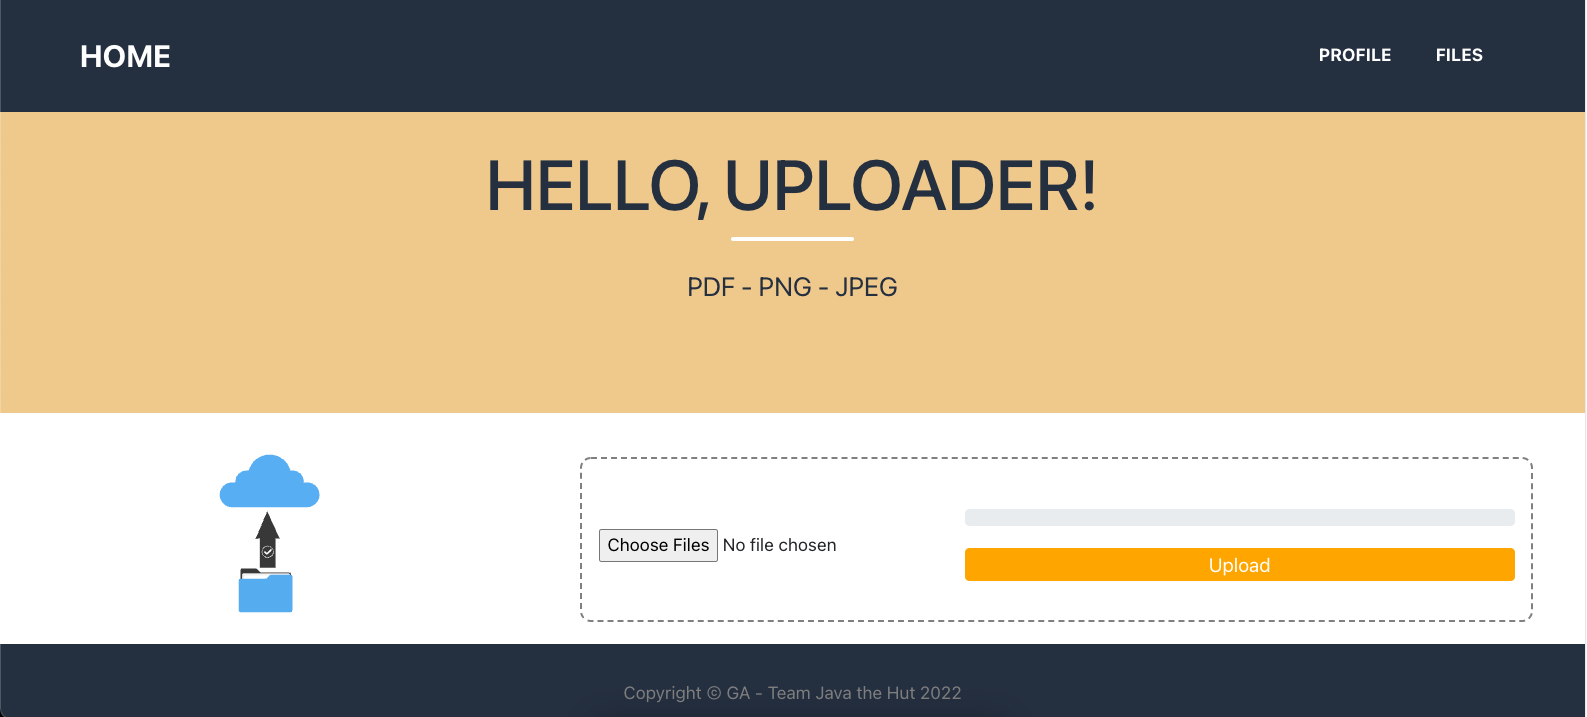 HOME
PROFILE FILES
HELLO, UPLOADER!
PDF - PNG - JPEG
Choose Files No file chosen
Upload
Copyright © GA - Team Java the Hut 2022